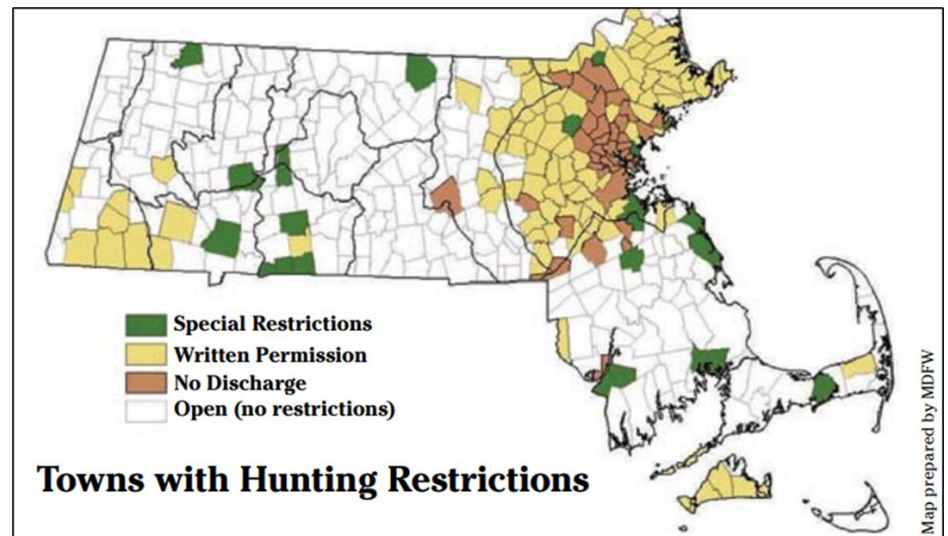 Special Restrictions
Written Permission
No Discharge
Open (no restrictions)
Towns with Hunting Restrictions
Map prepared by MDFW